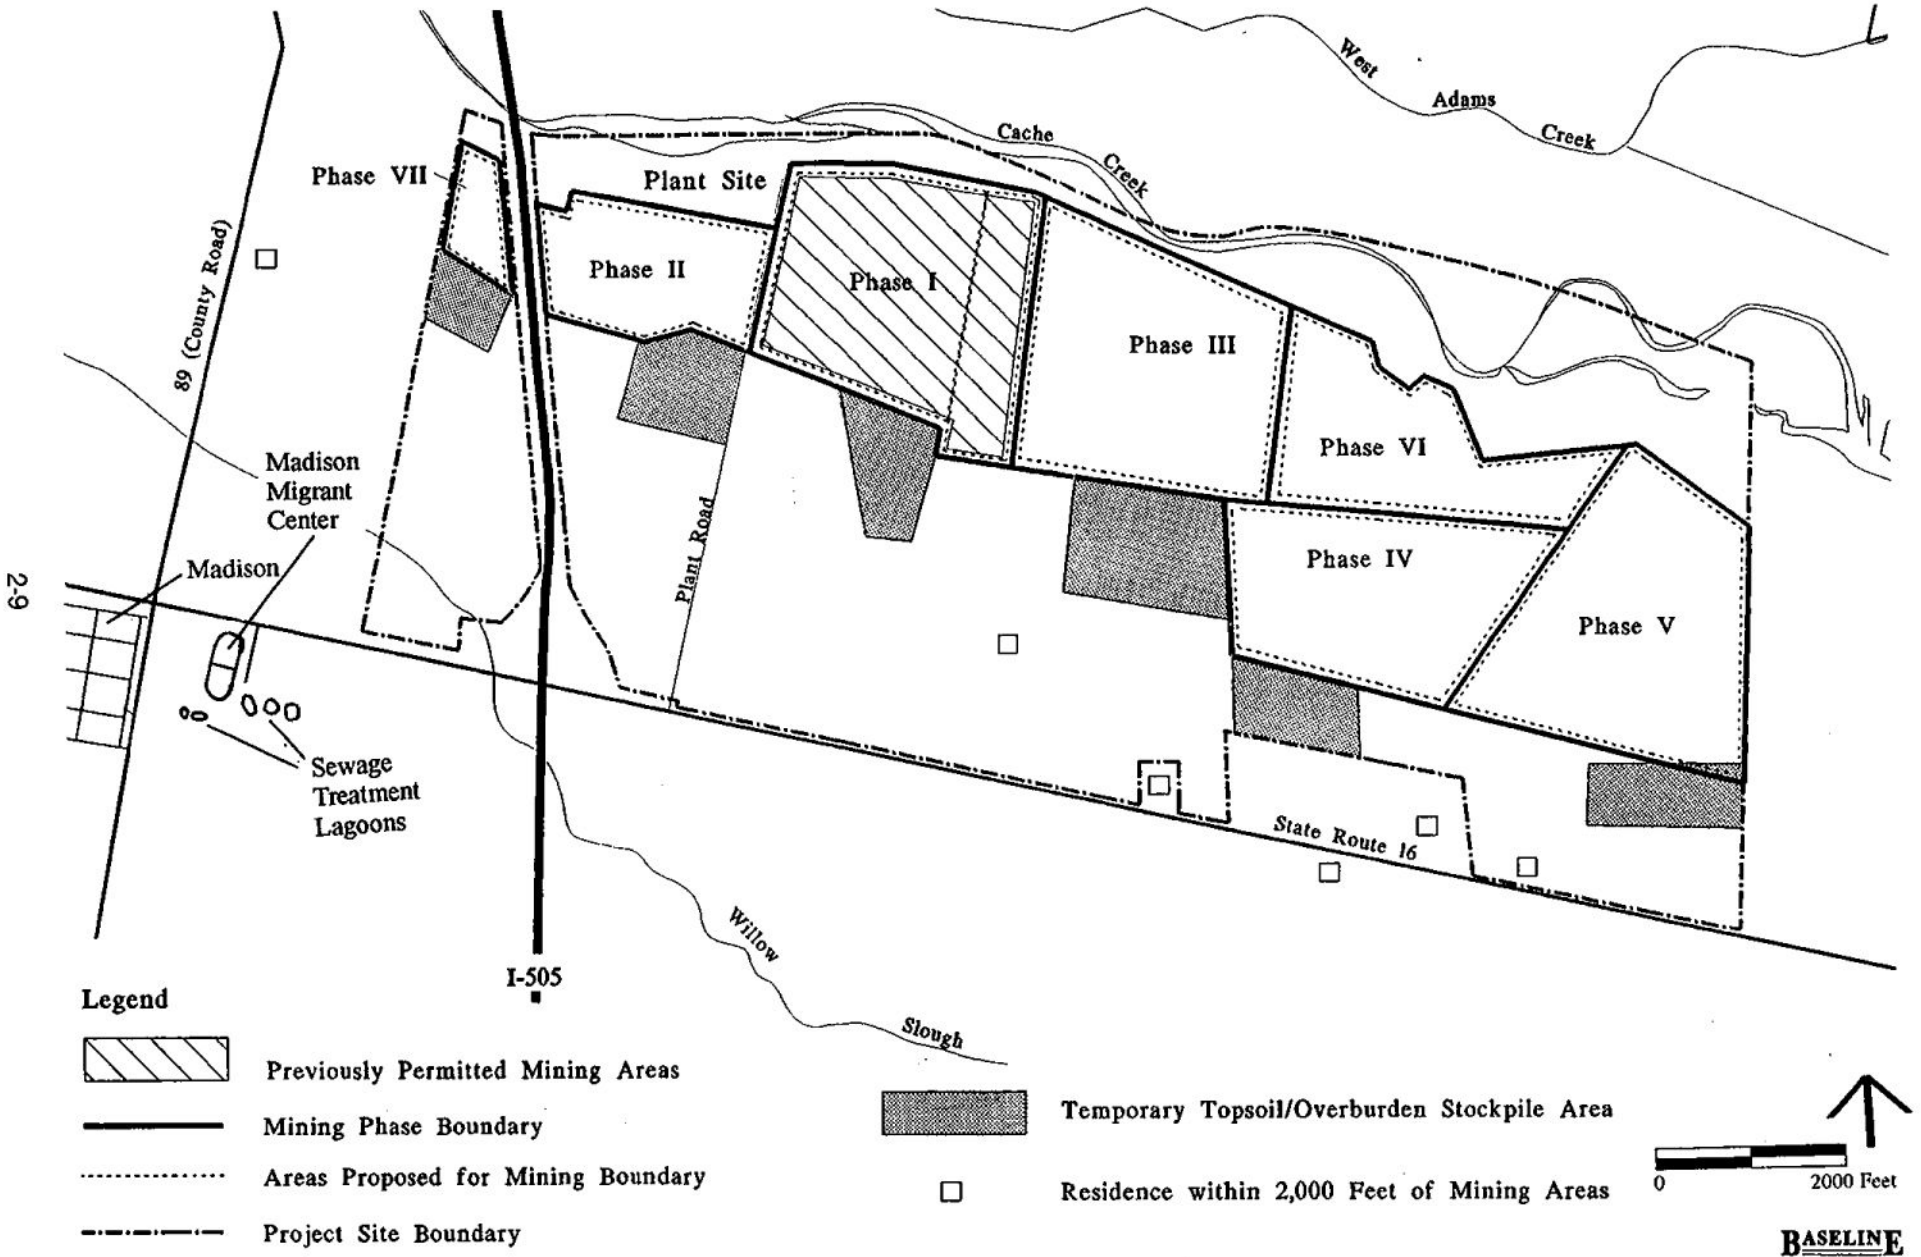 West
Adams
Creek
Cache
Creek
Phase VII
Plant Site
89 (County Road)
Phase II
Phase I
Phase III
Phase VI
Madison
Migrant
Center
Plant Road
Phase IV
Madison
2-9
Phase V
Sewage
Treatment
Lagoons
State Route 16
Willow
Slough
I-505
Legend
Previously Permitted Mining Areas
Mining Phase Boundary
Areas Proposed for Mining Boundary
Project Site Boundary
Temporary Topsoil/Overburden Stockpile Area
Residence within 2,000 Feet of Mining Areas
0 2000 Feet
BASELINE